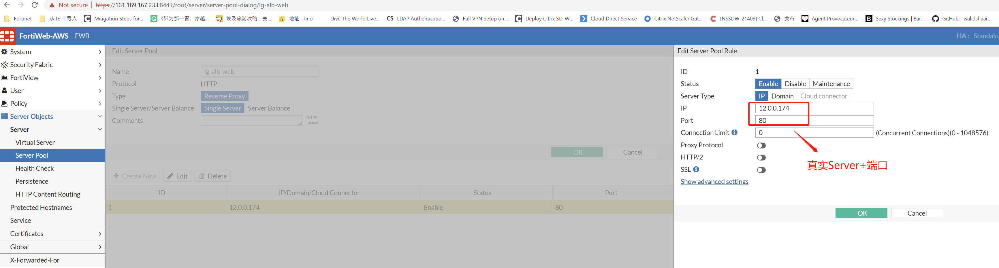 Not secure | https://161.189.167.233:8443/root/server/server-pool-dialog/lg-alb-web
Fortinet 从 IE 中导入 Mitigation Steps for... 《只为那一瞥，穿越... 埃及旅游攻略 - 去... 地址 - lino Dive The World Live... CS LDAP Authenticatio... Full VPN Setup on... Deploy Citrix SD-W... Cloud Direct Service Citrix NetScaler Gat... [NSSDW-21409] Cl... 发布 Agent Provocateur... B Sexy Stockings | Bar... GitHub - walidshaar...
FortiWeb-AWS FWB
HA : Standalo
System
Security Fabric
FortiView
User
Policy
Server Objects
Server
Virtual Server
Server Pool
Health Check
Persistence
HTTP Content Routing
Protected Hostnames
Service
Certificates
Global
X-Forwarded-For
Edit Server Pool
Name lg-alb-web
Protocol HTTP
Type Reverse Proxy
Single Server/Server Balance Single Server Server Balance
Comments 0/199
(bytes)
OK Cancel
Create New Edit Delete
ID IP/Domain/Cloud Connector Status Port
1 12.0.0.174 Enable 80
Edit Server Pool Rule
ID 1
Status Enable Disable Maintenance
Server Type IP Domain Cloud connector
IP 12.0.0.174
Port 80
Connection Limit 0 (Concurrent Connections)(0 - 1048576)
Proxy Protocol
HTTP/2
SSL
真实Server+端口
Show advanced settings
OK Cancel